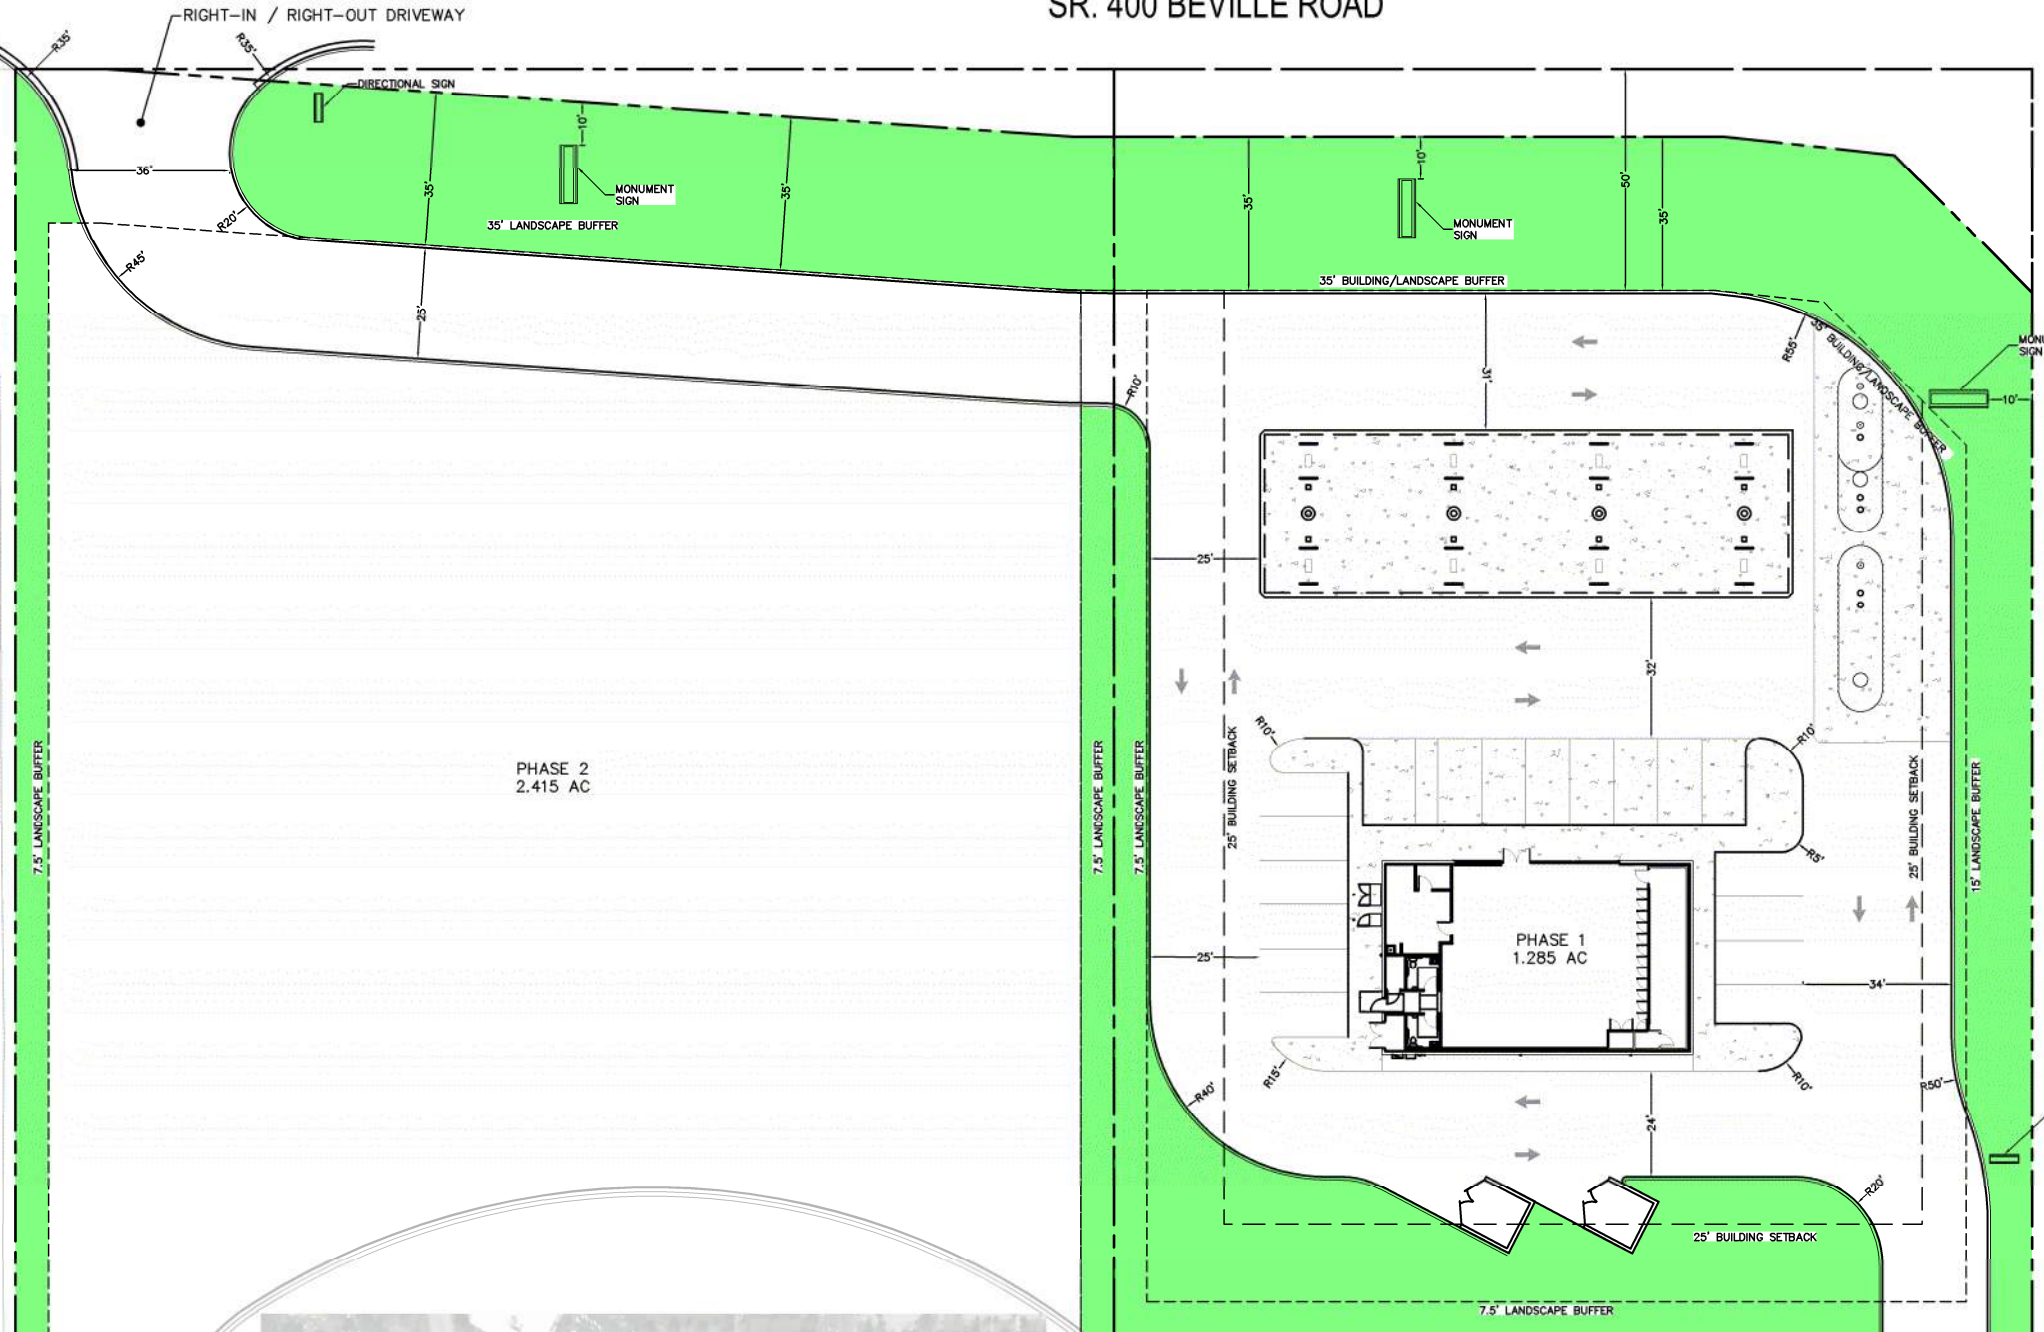 SR. 400 BEVILLE ROAD
RIGHT-IN / RIGHT-OUT DRIVEWAY
R35'
R35'
DIRECTIONAL SIGN
10'
10'
36'
35'
35'
35'
50'
35'
MONUMENT
SIGN
MONUMENT
SIGN
R20'
35' LANDSCAPE BUFFER
R45'
35' BUILDING/LANDSCAPE BUFFER
25'
31'
R55'
35' BUILDING/LANDSCAPE BUFFER
SIGN
10'
R10'
25'
32'
R10'
R10'
7.5' LANDSCAPE BUFFER
7.5' LANDSCAPE BUFFER
7.5' LANDSCAPE BUFFER
25' BUILDING SETBACK
25' BUILDING SETBACK
15' LANDSCAPE BUFFER
PHASE 2
2.415 AC
R5'
PHASE 1
1.285 AC
25'
34'
R15'
R10'
R50'
R40'
24'
R20'
25' BUILDING SETBACK
7.5' LANDSCAPE BUFFER